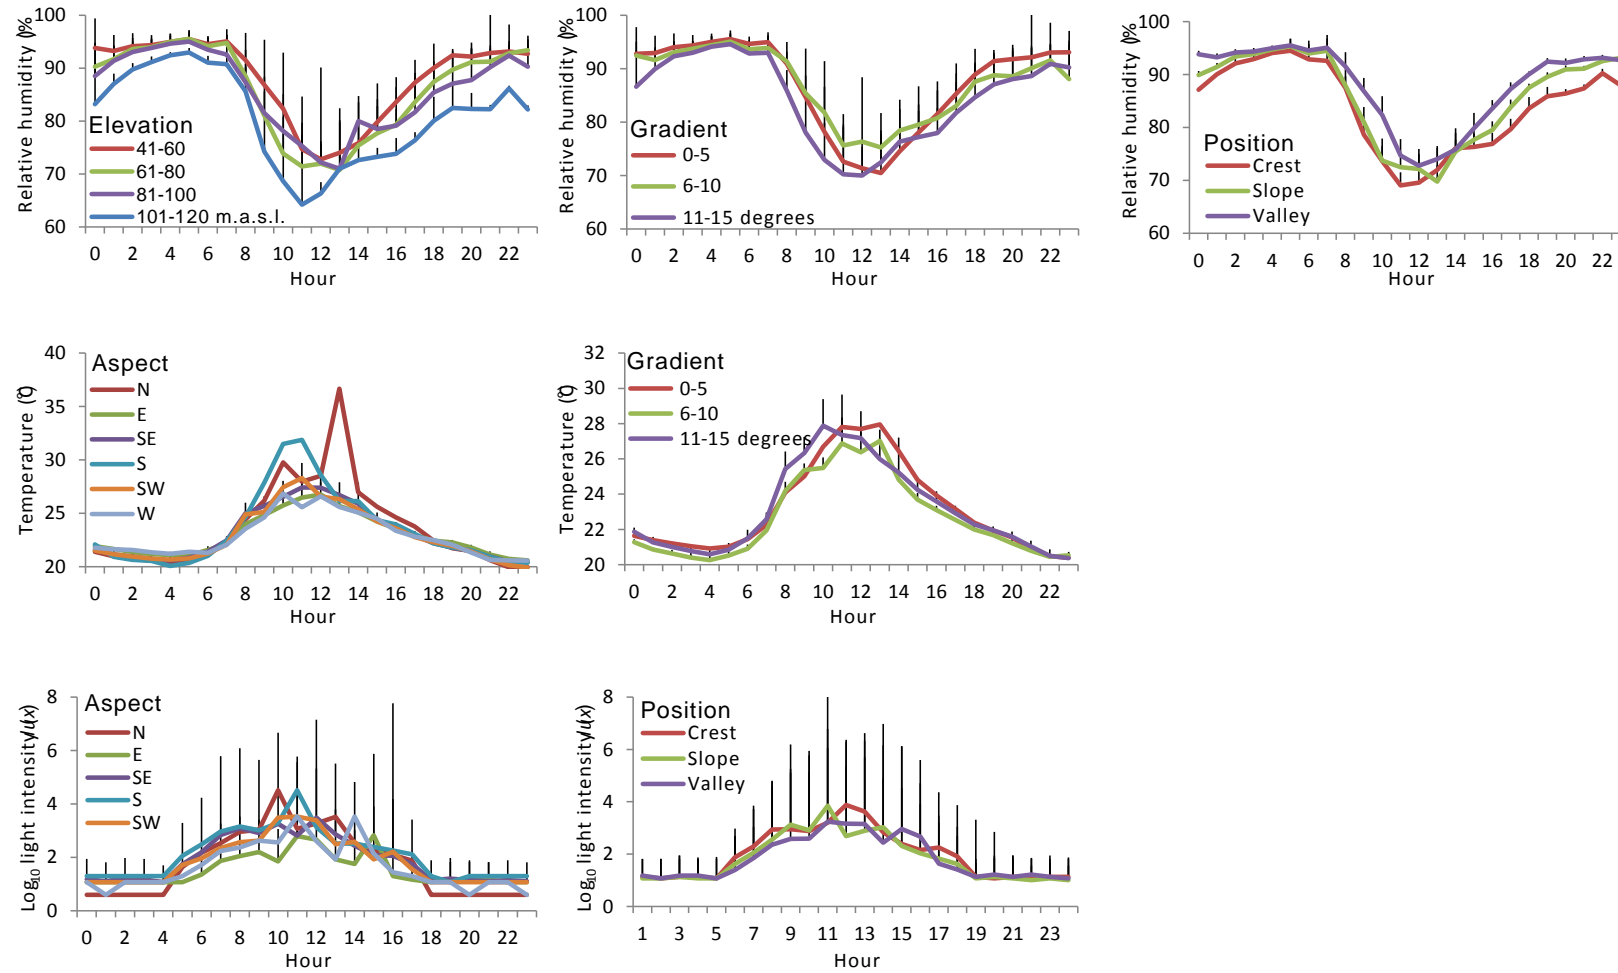 100
90
80
70
60
Relative humidity (%)
Elevation
41-60
61-80
81-100
101-120 m.a.s.l.
0 2 4 6 8 10 12 14 16 18 20 22
Hour
100
90
80
70
60
Relative humidity (%)
Gradient
0-5
6-10
11-15 degrees
0 2 4 6 8 10 12 14 16 18 20 22
Hour
100
90
80
70
60
Relative humidity (%)
Position
Crest
Slope
Valley
0 2 4 6 8 10 12 14 16 18 20 22
Hour
40
35
30
25
20
Temperature (°C)
Aspect
N
E
SE
S
SW
W
0 2 4 6 8 10 12 14 16 18 20 22
Hour
32
30
28
26
24
22
20
Temperature (°C)
Gradient
0-5
6-10
11-15 degrees
0 2 4 6 8 10 12 14 16 18 20 22
Hour
8
6
4
2
0
Log10 light intensity (lux)
Aspect
N
E
SE
S
SW
0 2 4 6 8 10 12 14 16 18 20 22
Hour
8
6
4
2
0
Log10 light intensity (lux)
Position
Crest
Slope
Valley
1 3 5 7 9 11 13 15 17 19 21 23
Hour